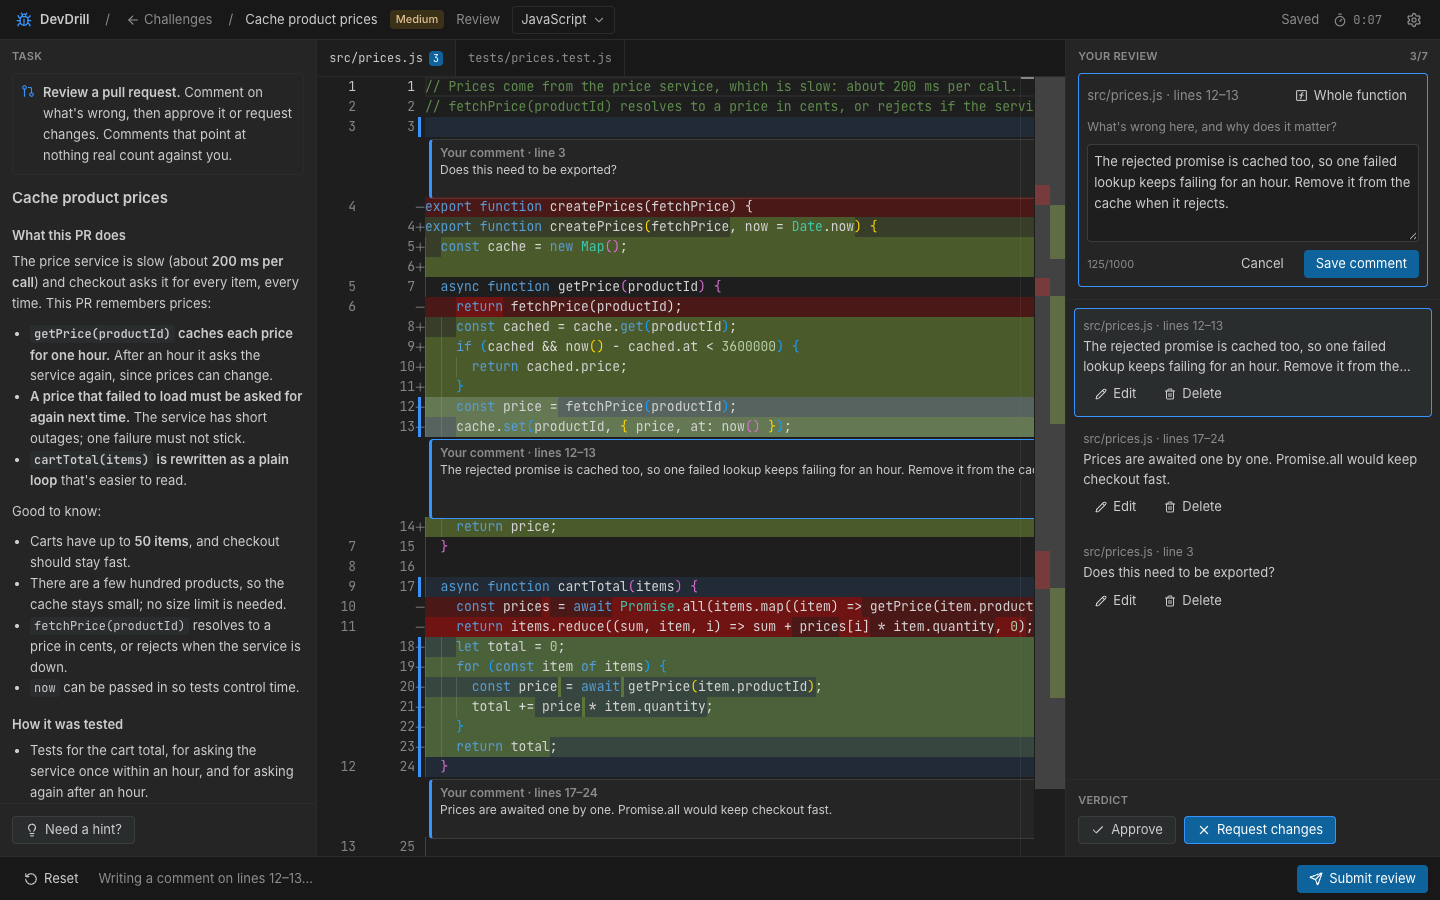 DevDrill / ← Challenges / Cache product prices Medium Review JavaScript Saved 0:07
TASK
Review a pull request. Comment on
what's wrong, then approve it or request
changes. Comments that point at
nothing real count against you.
Cache product prices
What this PR does
The price service is slow (about 200 ms per
call) and checkout asks it for every item, every
time. This PR remembers prices:
• getPrice(productId) caches each price
for one hour. After an hour it asks the
service again, since prices can change.
• A price that failed to load must be asked for
again next time. The service has short
outages; one failure must not stick.
• cartTotal(items) is rewritten as a plain
loop that's easier to read.
Good to know:
• Carts have up to 50 items, and checkout
should stay fast.
• There are a few hundred products, so the
cache stays small; no size limit is needed.
• fetchPrice(productId) resolves to a
price in cents, or rejects when the service is
down.
• now can be passed in so tests control time.
How it was tested
• Tests for the cart total, for asking the
service once within an hour, and for asking
again after an hour.
Need a hint?
src/prices.js 3 tests/prices.test.js
1 1 // Prices come from the price service, which is slow: about 200 ms per call.
2 2 // fetchPrice(productId) resolves to a price in cents, or rejects if the servi
3 3
Your comment · line 3
Does this need to be exported?
4 —export function createPrices(fetchPrice) {
4+export function createPrices(fetchPrice, now = Date.now) {
5+ const cache = new Map();
6+
5 7 async function getPrice(productId) {
6 — return fetchPrice(productId);
8+ const cached = cache.get(productId);
9+ if (cached && now() - cached.at < 3600000) {
10+ return cached.price;
11+ }
12+ const price = fetchPrice(productId);
13+ cache.set(productId, { price, at: now() });
Your comment · lines 12–13
The rejected promise is cached too, so one failed lookup keeps failing for an hour. Remove it from the ca
14+ return price;
7 15 }
8 16
9 17 async function cartTotal(items) {
10 — const prices = await Promise.all(items.map((item) => getPrice(item.product
11 — return items.reduce((sum, item, i) => sum + prices[i] * item.quantity, 0);
18+ let total = 0;
19+ for (const item of items) {
20+ const price = await getPrice(item.productId);
21+ total += price * item.quantity;
22+ }
23+ return total;
12 24 }
Your comment · lines 17–24
Prices are awaited one by one. Promise.all would keep checkout fast.
13 25
YOUR REVIEW 3/7
src/prices.js · lines 12–13 Whole function
What's wrong here, and why does it matter?
The rejected promise is cached too, so one failed
lookup keeps failing for an hour. Remove it from the
cache when it rejects.
125/1000 Cancel Save comment
src/prices.js · lines 12–13
The rejected promise is cached too, so one failed
lookup keeps failing for an hour. Remove it from the...
Edit Delete
src/prices.js · lines 17–24
Prices are awaited one by one. Promise.all would keep
checkout fast.
Edit Delete
src/prices.js · line 3
Does this need to be exported?
Edit Delete
VERDICT
Approve Request changes
Reset Writing a comment on lines 12–13... Submit review